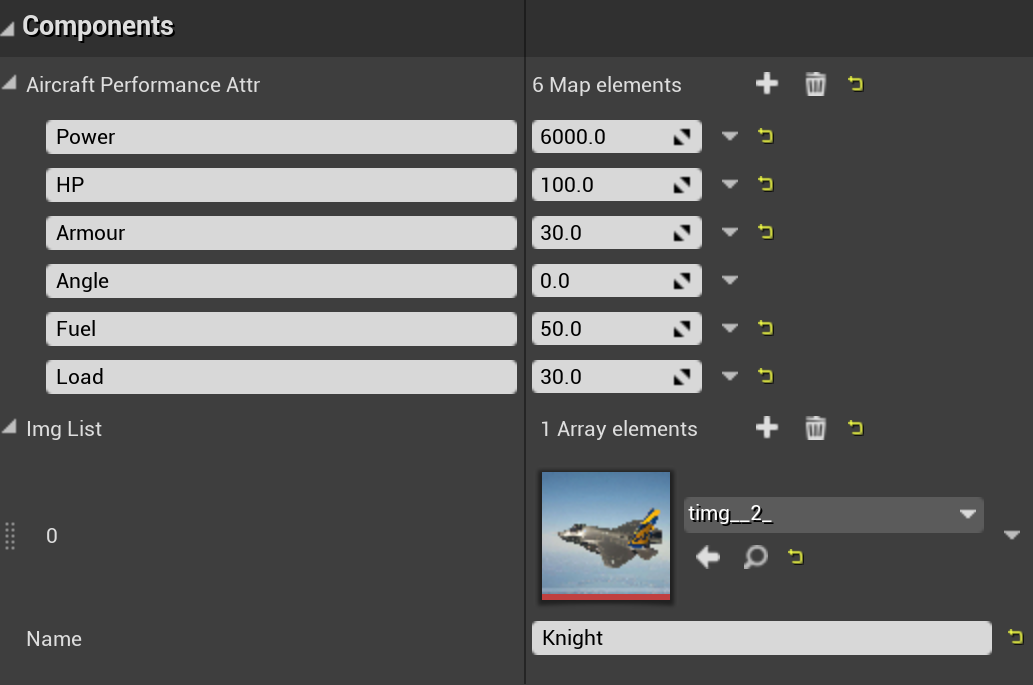 Components
Aircraft Performance Attr 6 Map elements
Power 6000.0
HP 100.0
Armour 30.0
Angle 0.0
Fuel 50.0
Load 30.0
Img List 1 Array elements
0 timg__2_
Name Knight